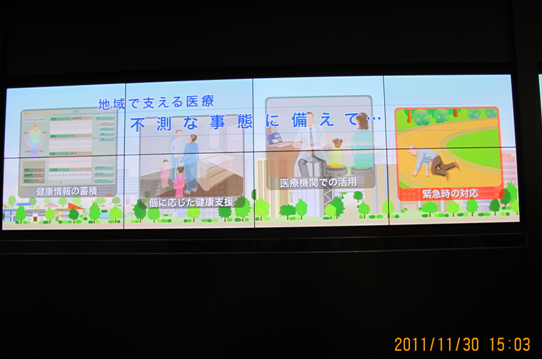 地域で支える医療
不測な事態に備えて…
健康情報の蓄積
個に応じた健康支援
医療機関での活用
緊急時の対応
2011/11/30 15:03